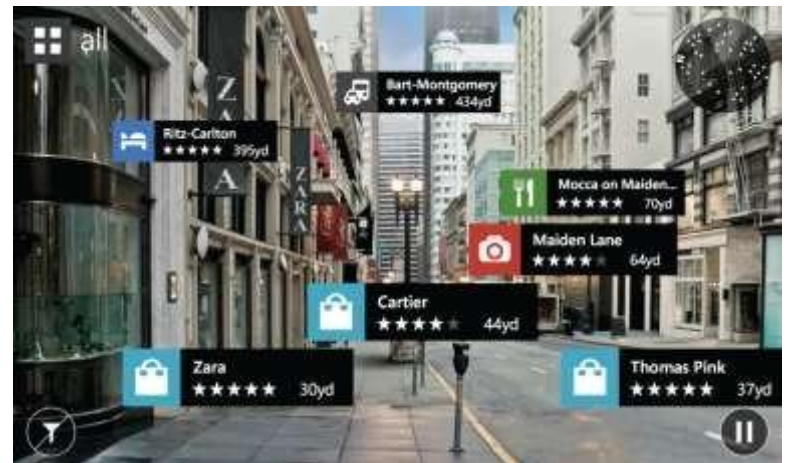 all
Bart-Montgomery
434yd
Ritz-Carlton
395yd
ZARA
ZARA
Mocca on Maiden...
70yd
Maiden Lane
64yd
Cartier
44yd
Zara
30yd
Thomas Pink
37yd